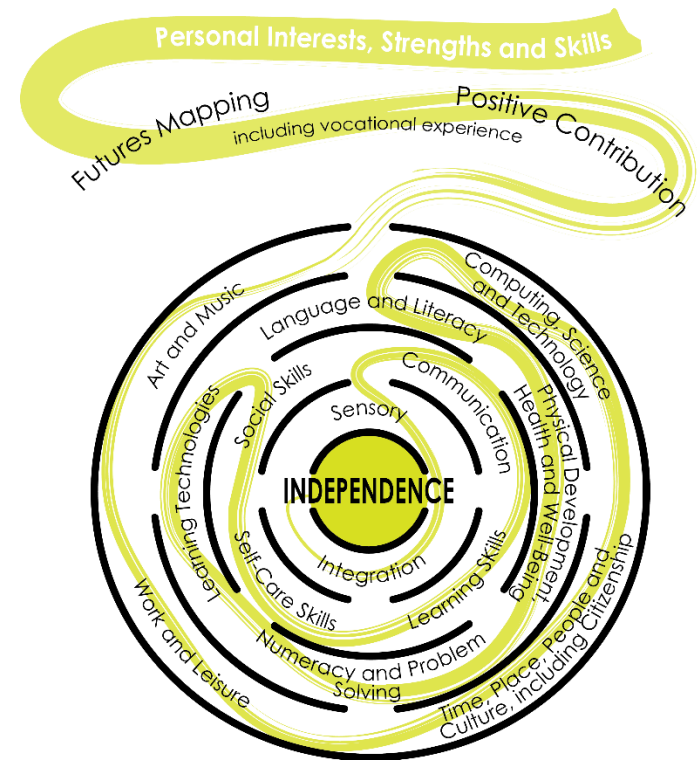 Personal Interests, Strengths and Skills
Futures Mapping
including vocational experience
Positive Contribution
Art and Music
Computing, Science
and Technology
Language and Literacy
Social Skills
Communication
Sensory
Learning Technologies
Physical Development,
Health and Well-Being
INDEPENDENCE
Integration
Self-Care Skills
Learning Skills
Numeracy and Problem
Solving
Work and Leisure
Time, Place, People and
Culture, including Citizenship